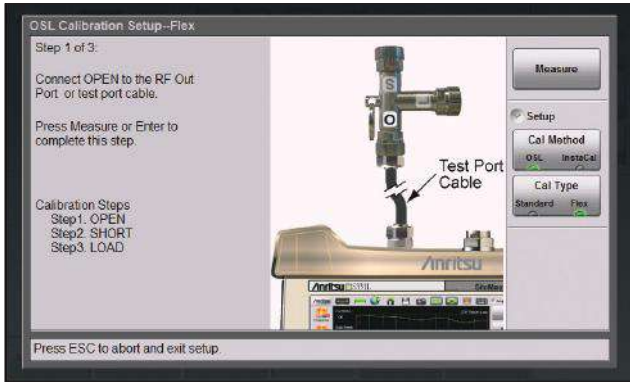 OSL Calibration Setup--Flex
Step 1 of 3:
Connect OPEN to the RF Out
Port or test port cable.
Press Measure or Enter to
complete this step.
Calibration Steps
Step1. OPEN
Step2. SHORT
Step3. LOAD
S
L
O
Test Port
Cable
Anritsu
Anritsu
Measure
Setup
Cal Method
OSL InstaCal
Cal Type
Standard Flex
Press ESC to abort and exit setup.